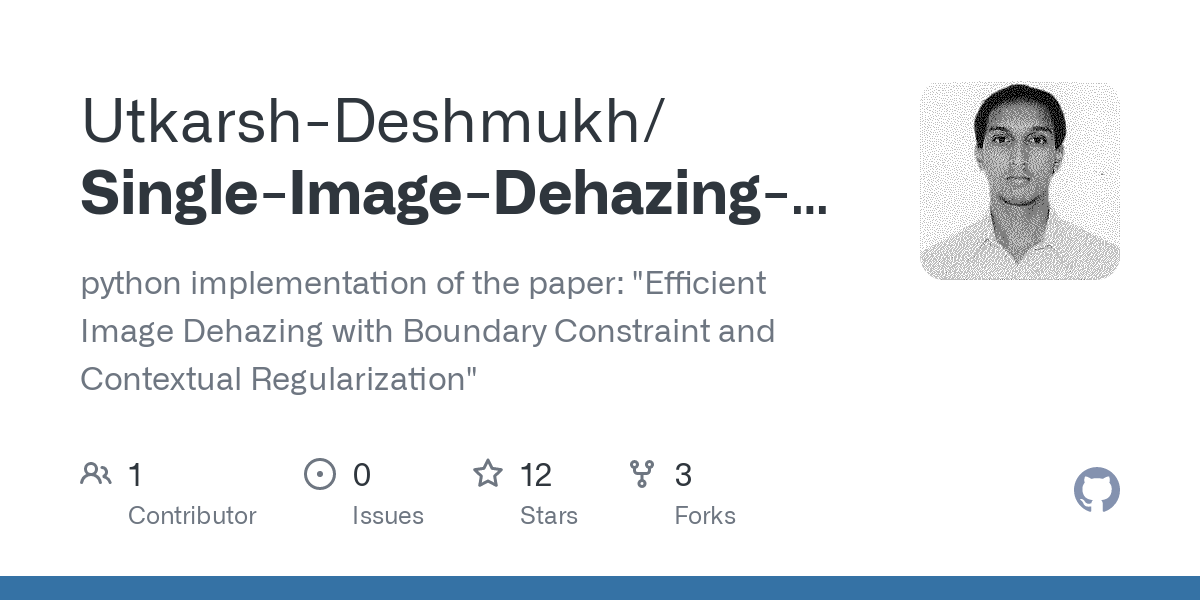 Utkarsh-Deshmukh/
Single-Image-Dehazing-...
python implementation of the paper: "Efficient
Image Dehazing with Boundary Constraint and
Contextual Regularization"
1 0 12 3
Contributor Issues Stars Forks